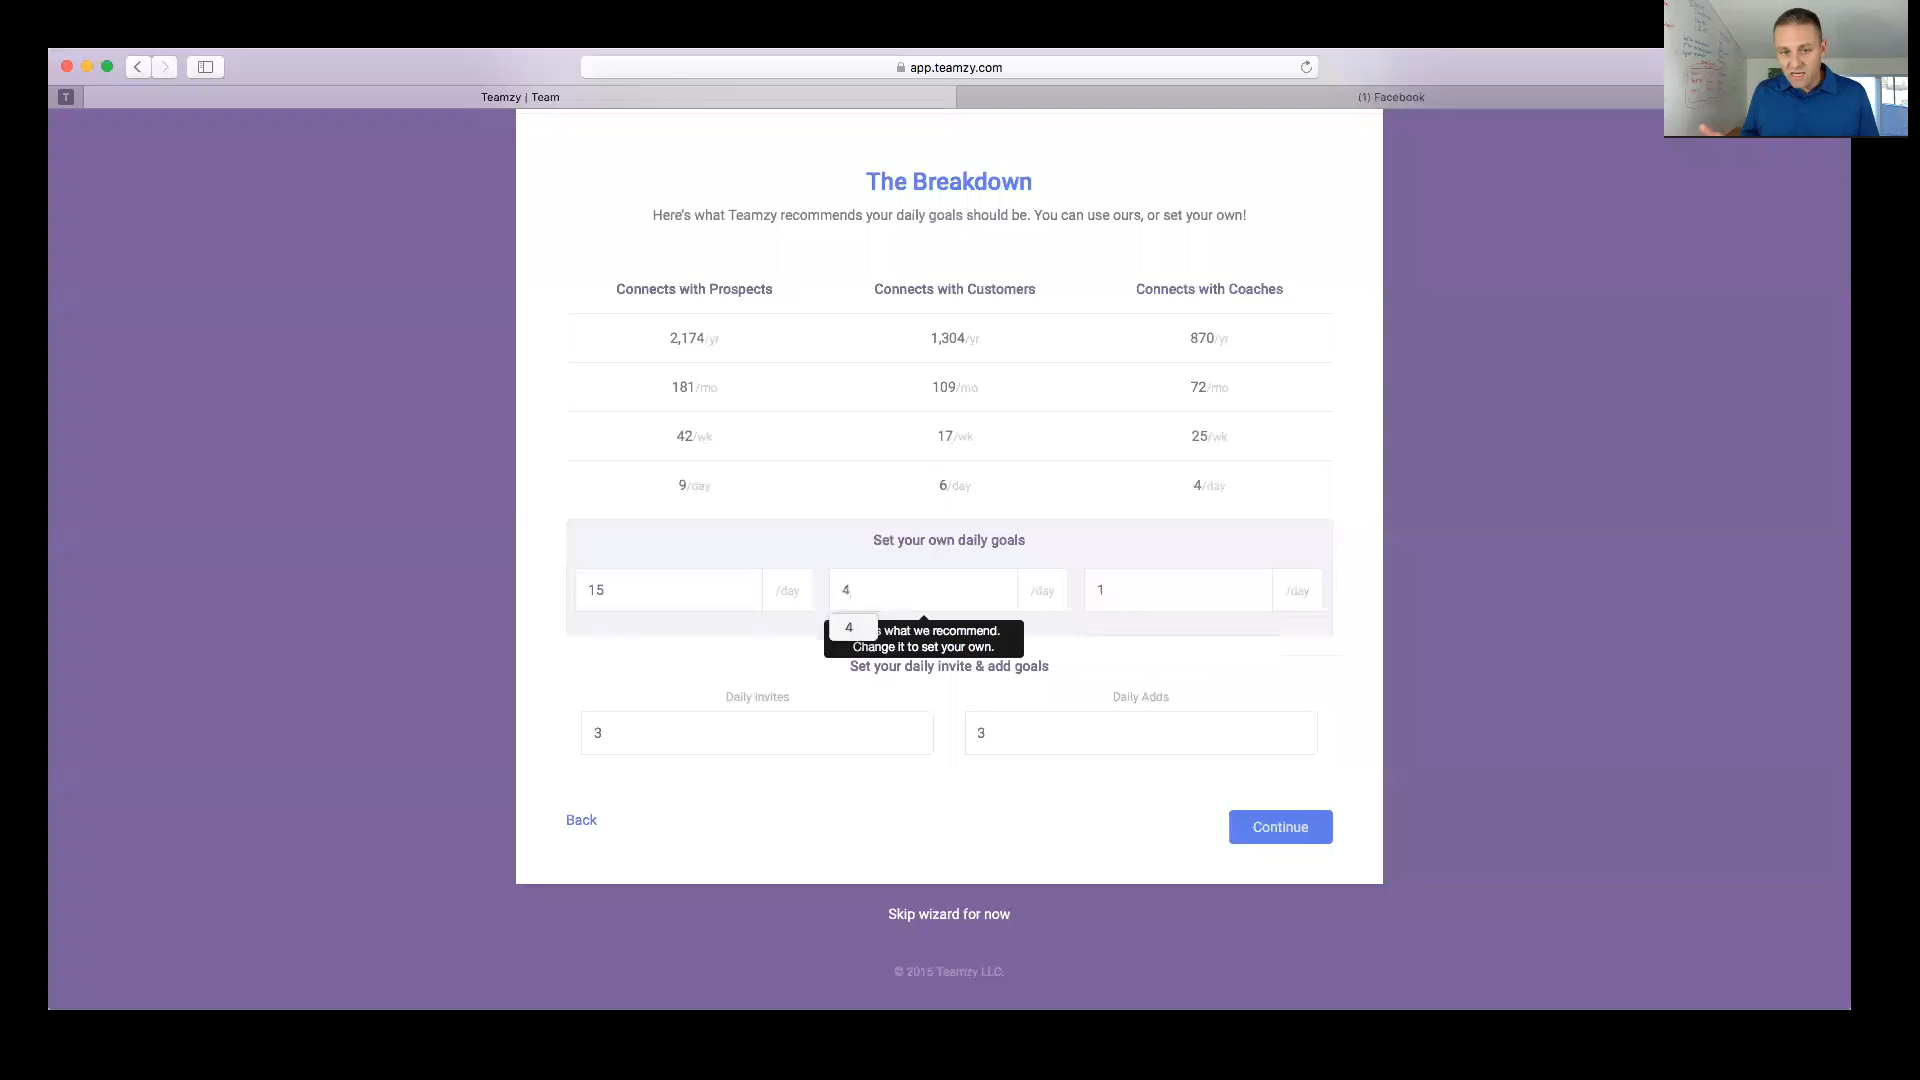 app.teamzy.com
T
Teamzy | Team
(1) Facebook
The Breakdown
Here's what Teamzy recommends your daily goals should be. You can use ours, or set your own!
Connects with Prospects
Connects with Customers
Connects with Coaches
2,174/yr
1,304/yr
870/yr
181/mo
109/mo
72/mo
42/wk
17/wk
25/wk
9/day
6/day
4/day
Set your own daily goals
15 /day
4 /day
1 /day
4
what we recommend.
Change it to set your own.
Set your daily invite & add goals
Daily invites
Daily Adds
3
3
Back
Continue
Skip wizard for now
© 2015 Teamzy LLC.